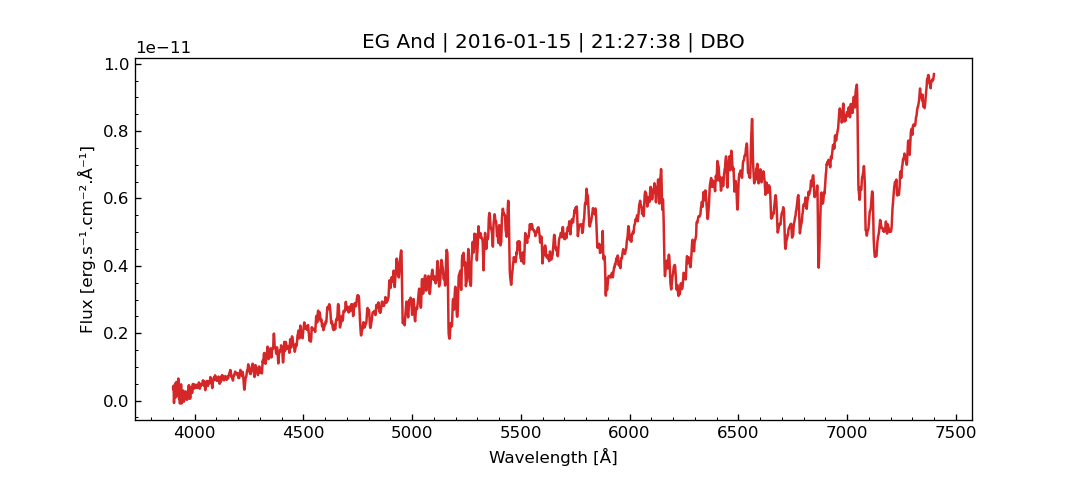 EG And | 2016-01-15 | 21:27:38 | DBO
1e−11
1.0
0.8
0.6
0.4
0.2
0.0
Flux [erg.s⁻¹.cm⁻².Å⁻¹]
4000 4500 5000 5500 6000 6500 7000 7500
Wavelength [Å]